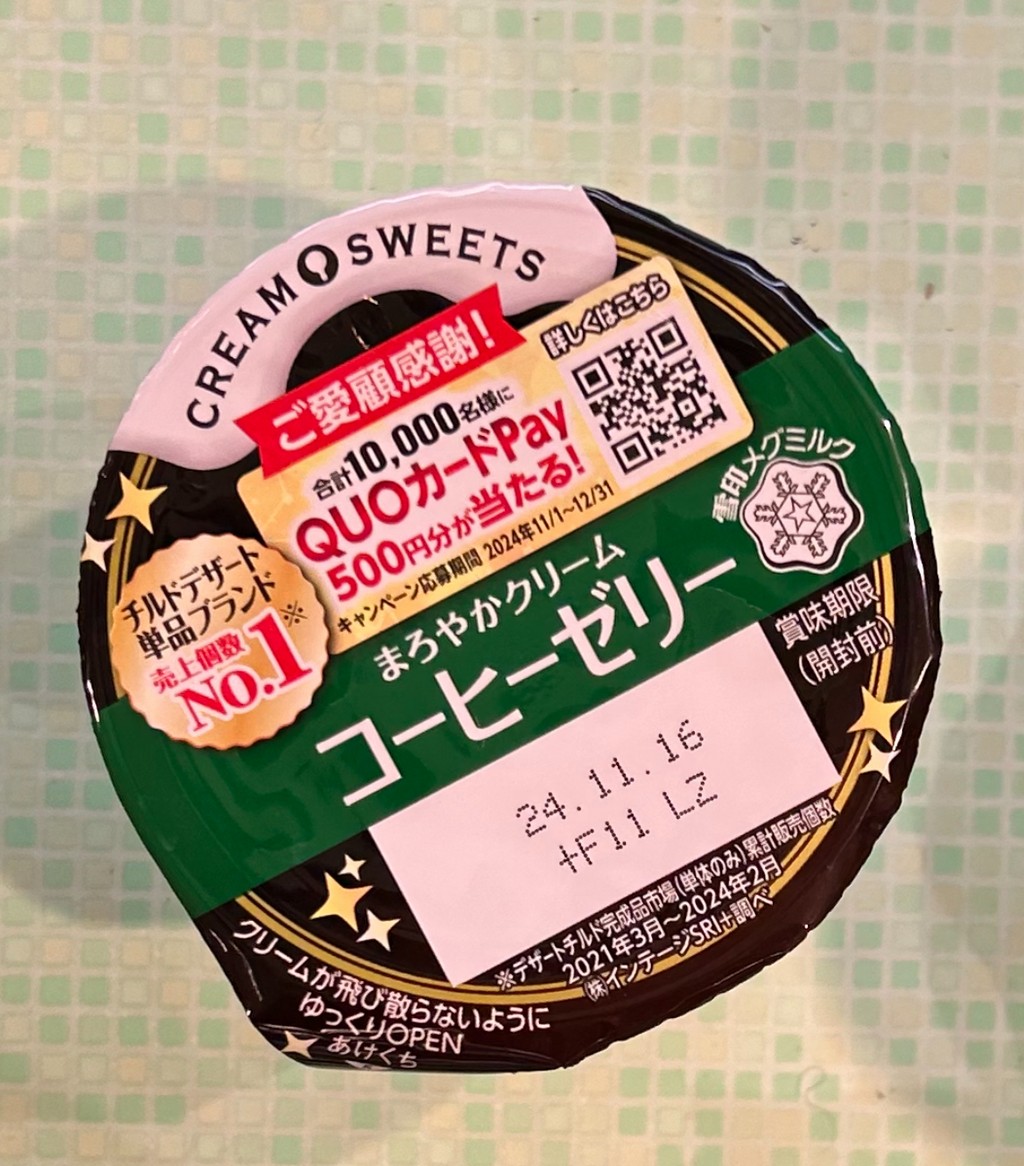 CREAM SWEETS
ご愛顧感謝!
合計10,000名様に
QUOカードPay
500円分が当たる!
キャンペーン応募期間 2024年11/1~12/31
詳しくはこちら
雪印メグミルク
チルドデザート
単品ブランド※
売上個数
No.1
まろやかクリーム
コーヒーゼリー
賞味期限
(開封前)
24.11.16
+F11 LZ
※デザートチルド完成品市場(単体のみ)累計販売個数
2021年3月~2024年2月
㈱インテージSRI+調べ
クリームが飛び散らないように
ゆっくりOPEN
あけくち